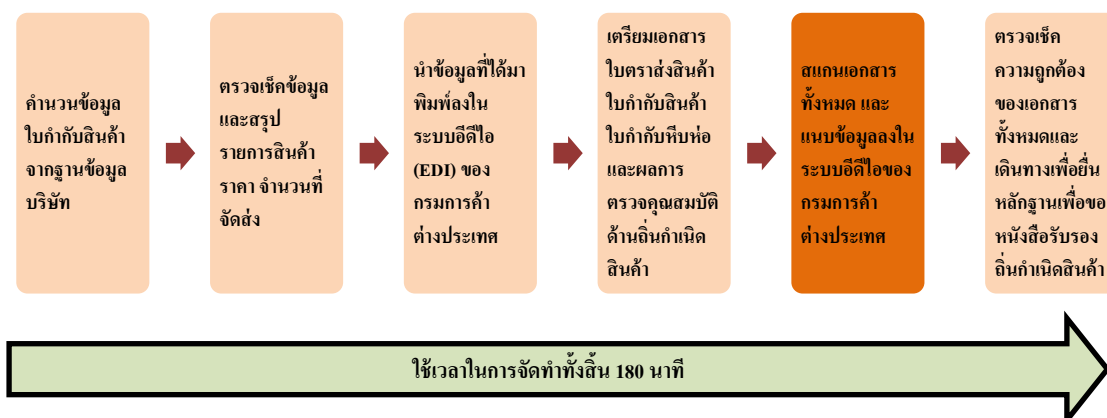 คำนวนข้อมูล
ใบกำกับสินค้า
จากฐานข้อมูล
บริษัท
ตรวจเช็คข้อมูล
และสรุป
รายการสินค้า
ราคา จำนวนที่
จัดส่ง
นำข้อมูลที่ได้มา
พิมพ์ลงใน
ระบบอีดีไอ
(EDI) ของ
กรมการค้า
ต่างประเทศ
เตรียมเอกสาร
ใบตราส่งสินค้า
ใบกำกับสินค้า
ใบกำกับหีบห่อ
และผลการ
ตรวจคุณสมบัติ
ด้านถิ่นกำเนิด
สินค้า
สแกนเอกสาร
ทั้งหมด และ
แนบข้อมูลลงใน
ระบบอีดีไอของ
กรมการค้า
ต่างประเทศ
ตรวจเช็ค
ความถูกต้อง
ของเอกสาร
ทั้งหมดและ
เดินทางเพื่อยื่น
หลักฐานเพื่อขอ
หนังสือรับรอง
ถิ่นกำเนิดสินค้า
ใช้เวลาในการจัดทำทั้งสิ้น 180 นาที